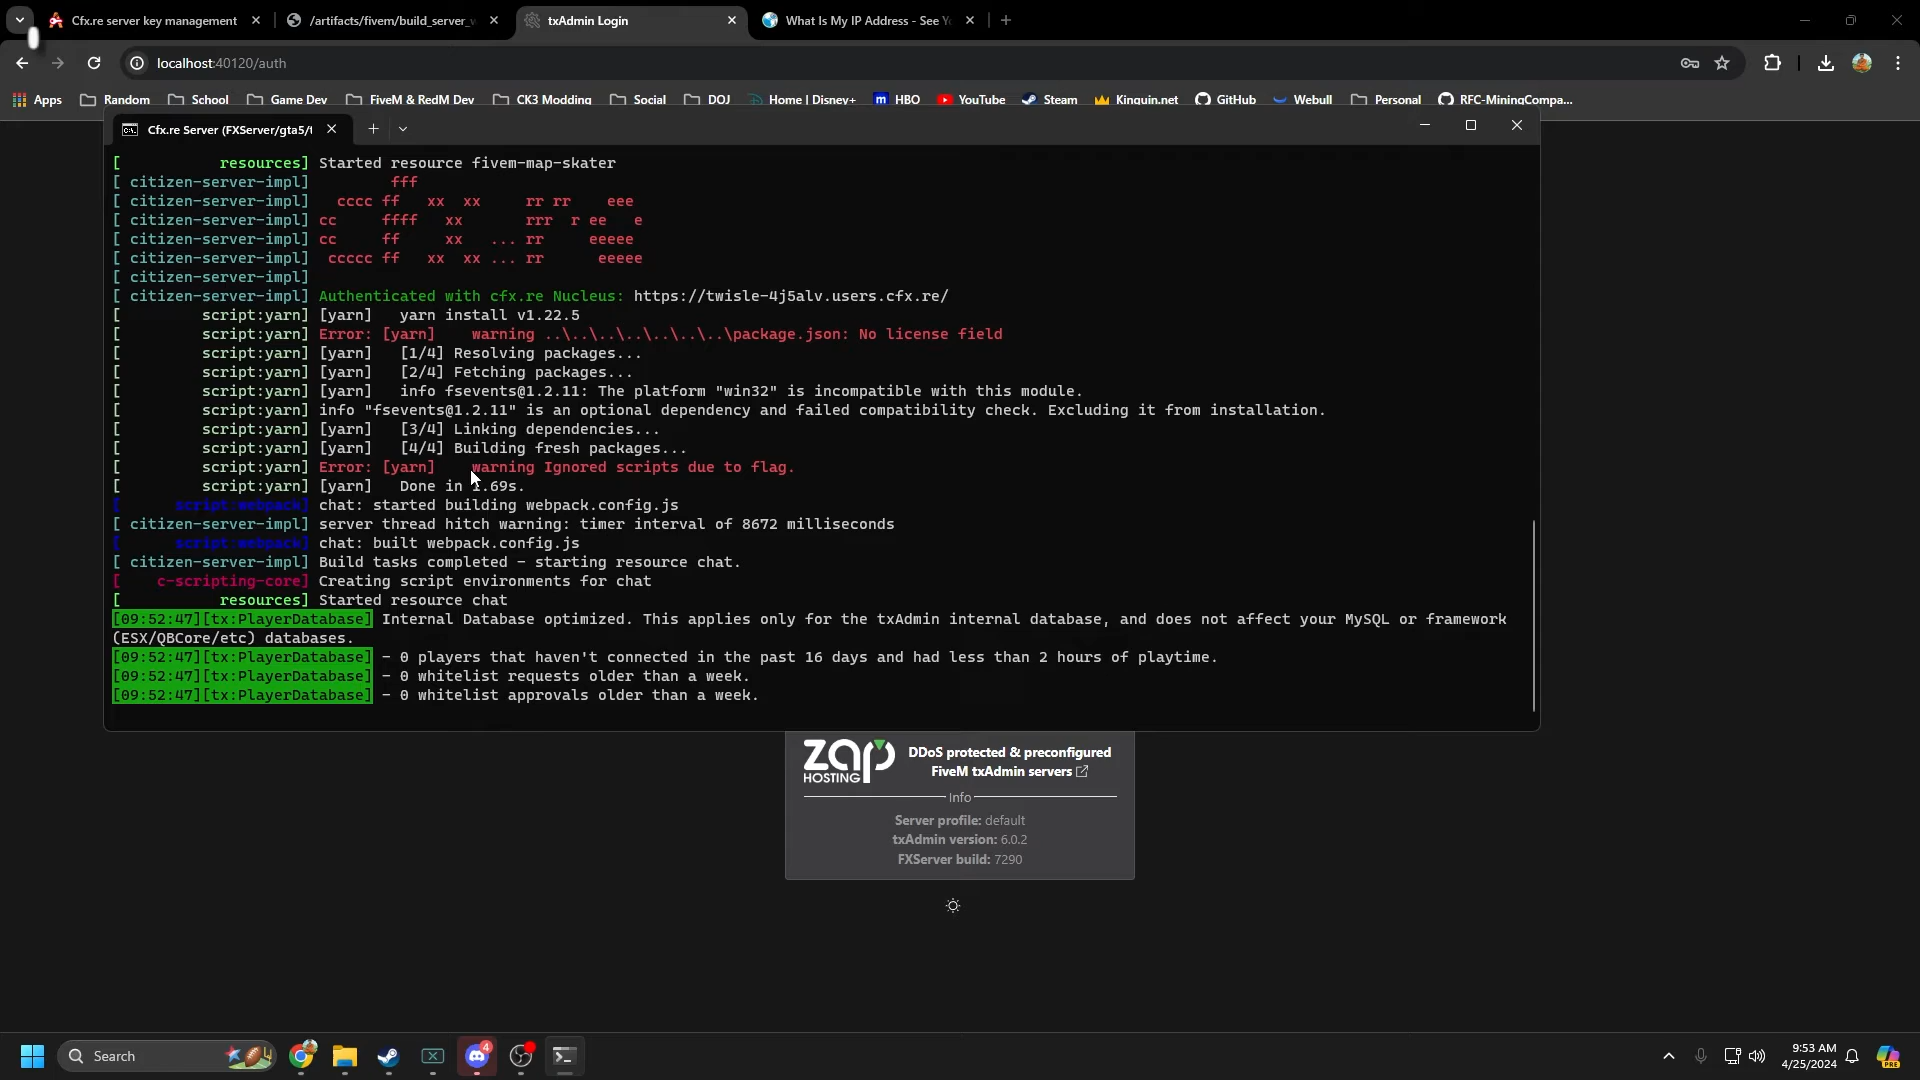 Cfx.re server key management
/artifacts/fivem/build_server_w
txAdmin Login
What Is My IP Address - See Yo
localhost:40120/auth
Apps Random School Game Dev FiveM & RedM Dev CK3 Modding Social DOJ Home | Disney+ HBO YouTube Steam Kinguin.net GitHub Webull Personal RFC-MiningCompa...
Cfx.re Server (FXServer/gta5/t
[ resources] Started resource fivem-map-skater
[ citizen-server-impl] fff
[ citizen-server-impl] cccc ff xx xx rr rr eee
[ citizen-server-impl] cc ffff xx rrr r ee e
[ citizen-server-impl] cc ff xx ... rr eeeee
[ citizen-server-impl] ccccc ff xx xx ... rr eeeee
[ citizen-server-impl]
[ citizen-server-impl] Authenticated with cfx.re Nucleus: https://twisle-4j5alv.users.cfx.re/
[ script:yarn] [yarn] yarn install v1.22.5
[ script:yarn] Error: [yarn] warning ..\..\..\..\..\..\..\package.json: No license field
[ script:yarn] [yarn] [1/4] Resolving packages...
[ script:yarn] [yarn] [2/4] Fetching packages...
[ script:yarn] [yarn] info fsevents@1.2.11: The platform "win32" is incompatible with this module.
[ script:yarn] info "fsevents@1.2.11" is an optional dependency and failed compatibility check. Excluding it from installation.
[ script:yarn] [yarn] [3/4] Linking dependencies...
[ script:yarn] [yarn] [4/4] Building fresh packages...
[ script:yarn] Error: [yarn] warning Ignored scripts due to flag.
[ script:yarn] [yarn] Done in .69s.
[ script:webpack] chat: started building webpack.config.js
[ citizen-server-impl] server thread hitch warning: timer interval of 8672 milliseconds
[ script:webpack] chat: built webpack.config.js
[ citizen-server-impl] Build tasks completed - starting resource chat.
[ c-scripting-core] Creating script environments for chat
[ resources] Started resource chat
[09:52:47][tx:PlayerDatabase] Internal Database optimized. This applies only for the txAdmin internal database, and does not affect your MySQL or framework
(ESX/QBCore/etc) databases.
[09:52:47][tx:PlayerDatabase] - 0 players that haven't connected in the past 16 days and had less than 2 hours of playtime.
[09:52:47][tx:PlayerDatabase] - 0 whitelist requests older than a week.
[09:52:47][tx:PlayerDatabase] - 0 whitelist approvals older than a week.
zap HOSTING
DDoS protected & preconfigured
FiveM txAdmin servers
Info
Server profile: default
txAdmin version: 6.0.2
FXServer build: 7290
Search
4
9:53 AM
4/25/2024
PRE